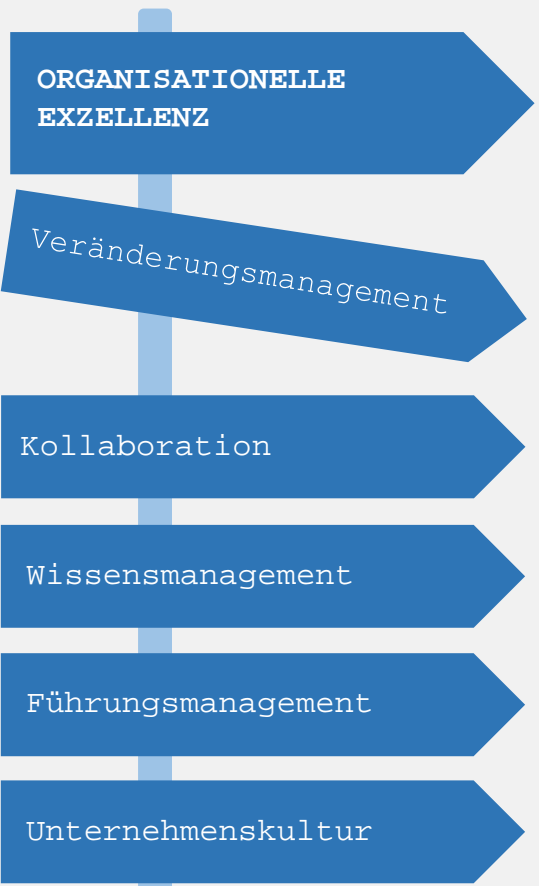 ORGANISATIONELLE
EXZELLENZ
Veränderungsmanagement
Kollaboration
Wissensmanagement
Führungsmanagement
Unternehmenskultur